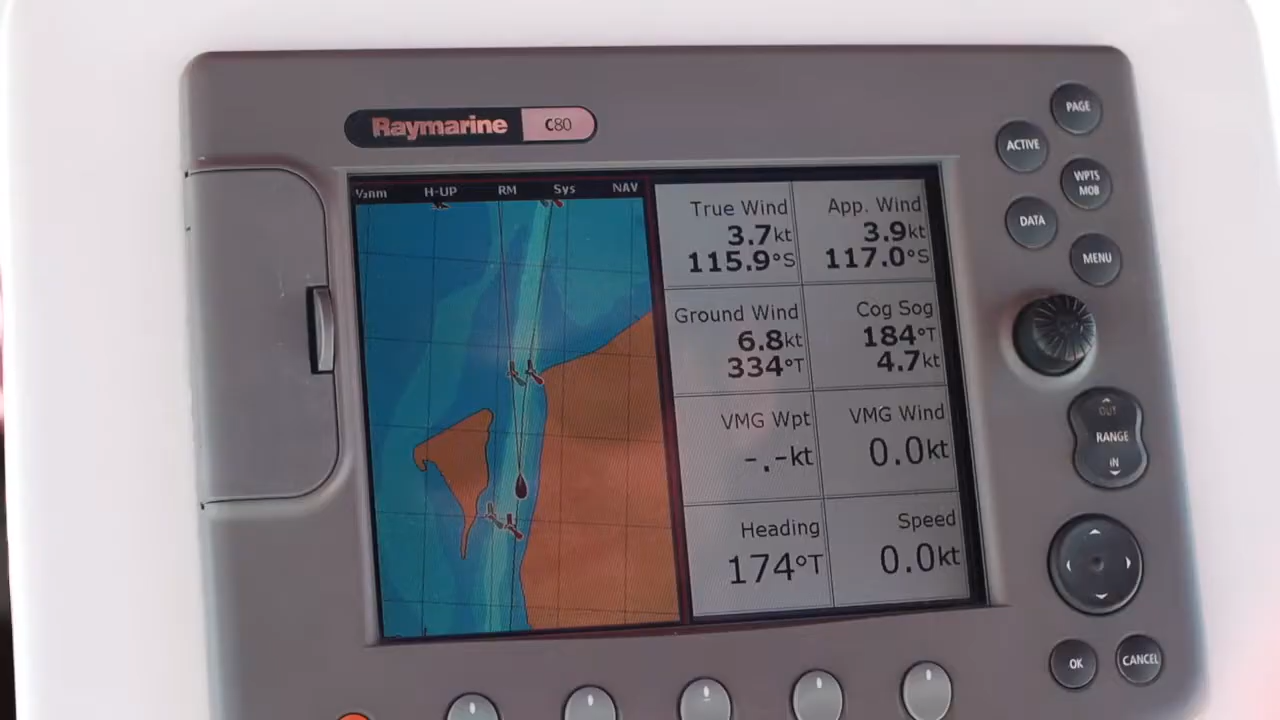 Raymarine C80
½nm H-UP RM Sys NAV
True Wind
3.7kt
115.9°S
App. Wind
3.9kt
117.0°S
Ground Wind
6.8kt
334°T
Cog Sog
184°T
4.7kt
VMG Wpt
-.-kt
VMG Wind
0.0kt
Heading
174°T
Speed
0.0kt
PAGE
ACTIVE
WPTS
MOB
DATA
MENU
OUT
RANGE
IN
OK
CANCEL